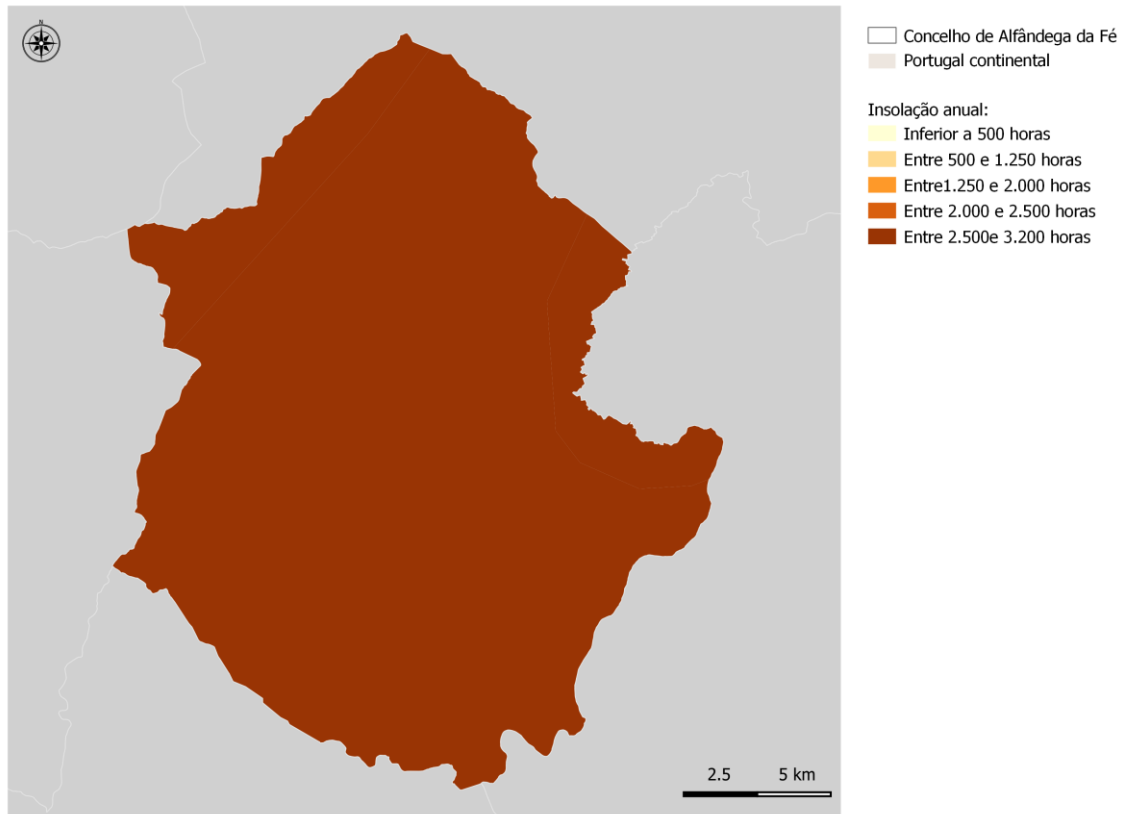 N
Concelho de Alfândega da Fé
Portugal continental
Insolação anual:
Inferior a 500 horas
Entre 500 e 1.250 horas
Entre1.250 e 2.000 horas
Entre 2.000 e 2.500 horas
Entre 2.500e 3.200 horas
2.5 5 km